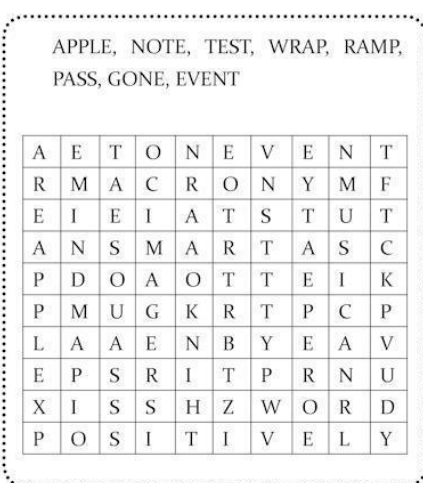 APPLE, NOTE, TEST, WRAP, RAMP,
PASS, GONE, EVENT
A E T O N E V E N T
R M A C R O N Y M F
E I E I A T S T U T
A N S M A R T A S C
P D O A O T T E I K
P M U G K R T P C P
L A A E N B Y E A V
E P S R I T P R N U
X I S S H Z W O R D
P O S I T I V E L Y